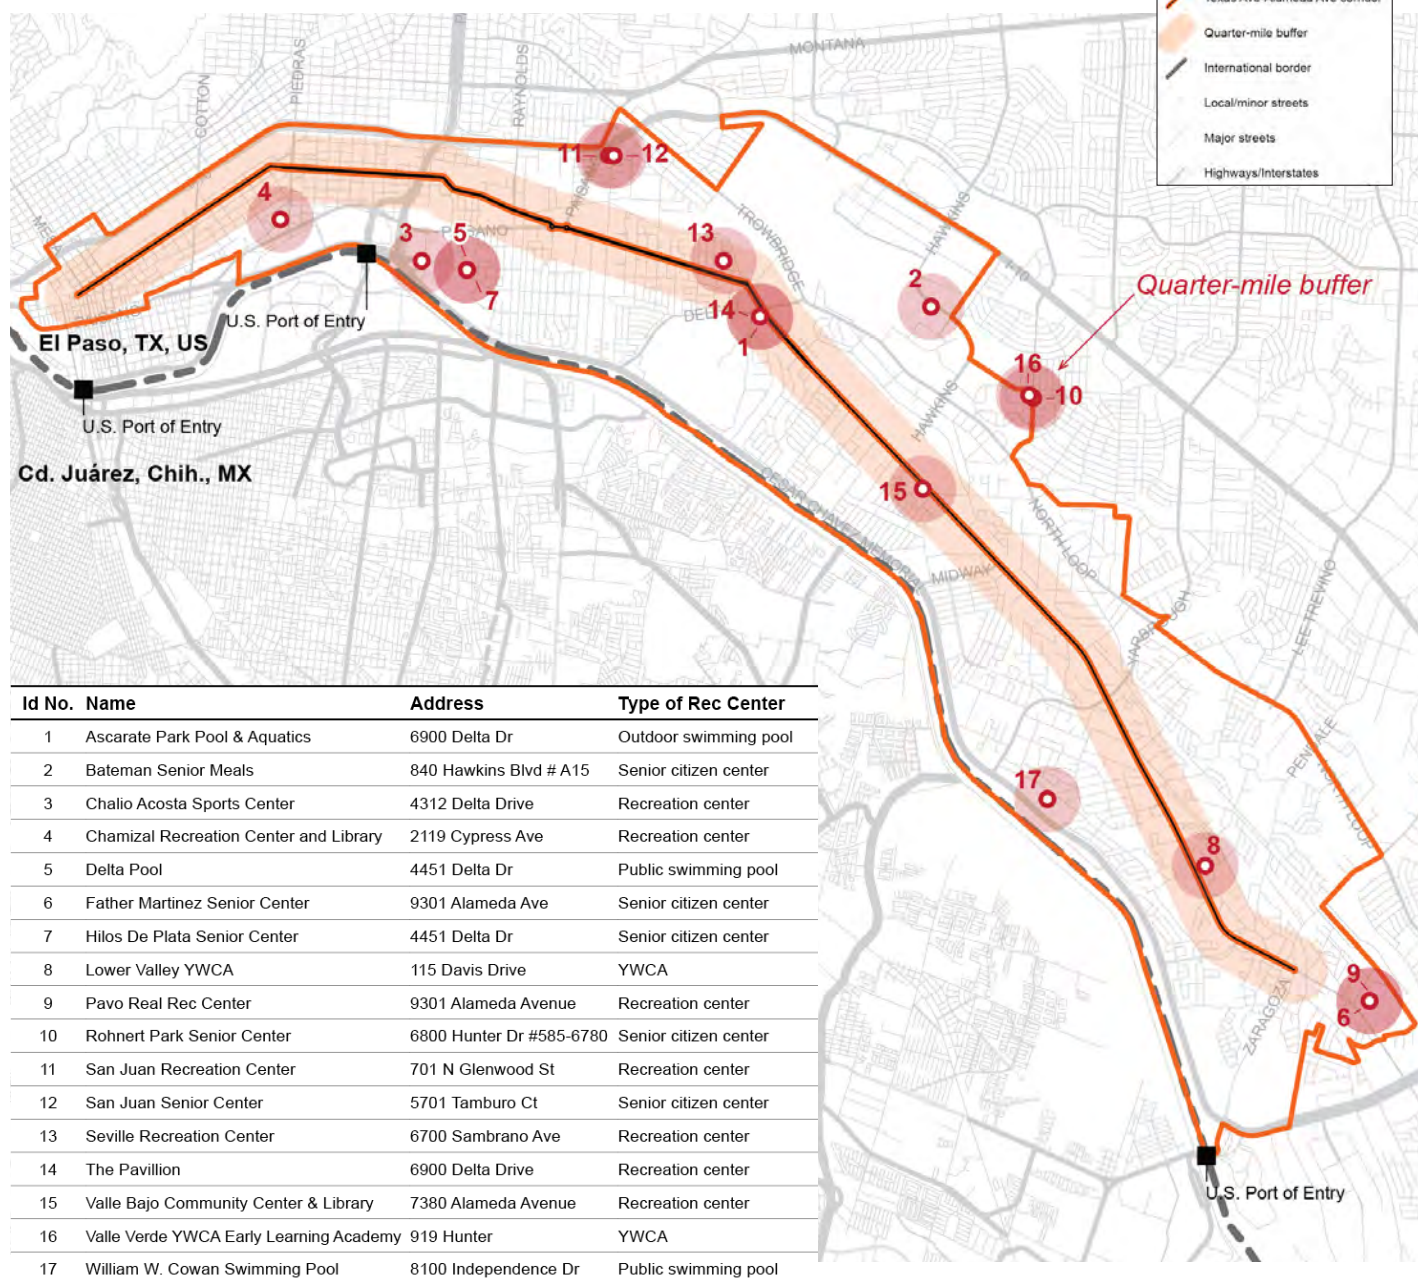 Texas Ave-Alameda Ave corridor
Quarter-mile buffer
International border
Local/minor streets
Major streets
Highways/Interstates
MONTANA
COTTON
PIEDRAS
RAYNOLDS
11
12
4
MESA
3
5
7
13
TROWBRIDGE
HAWKINS
I-10
2
Quarter-mile buffer
U.S. Port of Entry
El Paso, TX, US
14
1
16
10
HAWKINS
U.S. Port of Entry
Cd. Juárez, Chih., MX
15
CESAR CHAVEZ MEMORIAL
NORTH LOOP
MIDWAY
YARBROUGH
LEE TREVINO
PENDALE
NORTH LOOP
17
8
ZARAGOZA
9
6
U.S. Port of Entry
Id No. Name Address Type of Rec Center
1 Ascarate Park Pool & Aquatics 6900 Delta Dr Outdoor swimming pool
2 Bateman Senior Meals 840 Hawkins Blvd # A15 Senior citizen center
3 Chalio Acosta Sports Center 4312 Delta Drive Recreation center
4 Chamizal Recreation Center and Library 2119 Cypress Ave Recreation center
5 Delta Pool 4451 Delta Dr Public swimming pool
6 Father Martinez Senior Center 9301 Alameda Ave Senior citizen center
7 Hilos De Plata Senior Center 4451 Delta Dr Senior citizen center
8 Lower Valley YWCA 115 Davis Drive YWCA
9 Pavo Real Rec Center 9301 Alameda Avenue Recreation center
10 Rohnert Park Senior Center 6800 Hunter Dr #585-6780 Senior citizen center
11 San Juan Recreation Center 701 N Glenwood St Recreation center
12 San Juan Senior Center 5701 Tamburo Ct Senior citizen center
13 Seville Recreation Center 6700 Sambrano Ave Recreation center
14 The Pavillion 6900 Delta Drive Recreation center
15 Valle Bajo Community Center & Library 7380 Alameda Avenue Recreation center
16 Valle Verde YWCA Early Learning Academy 919 Hunter YWCA
17 William W. Cowan Swimming Pool 8100 Independence Dr Public swimming pool